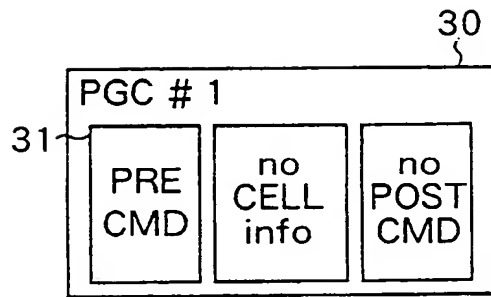 30
PGC # 1
31
PRE
CMD
no
CELL
info
no
POST
CMD